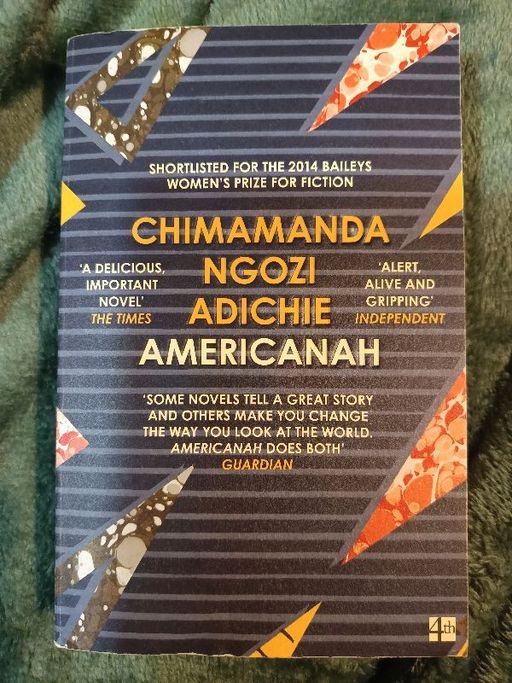 SHORTLISTED FOR THE 2014 BAILEYS
WOMEN'S PRIZE FOR FICTION
CHIMAMANDA
NGOZI
ADICHIE
AMERICANAH
'A DELICIOUS,
IMPORTANT
NOVEL'
THE TIMES
'ALERT,
ALIVE AND
GRIPPING'
INDEPENDENT
'SOME NOVELS TELL A GREAT STORY
AND OTHERS MAKE YOU CHANGE
THE WAY YOU LOOK AT THE WORLD.
AMERICANAH DOES BOTH'
GUARDIAN
4th